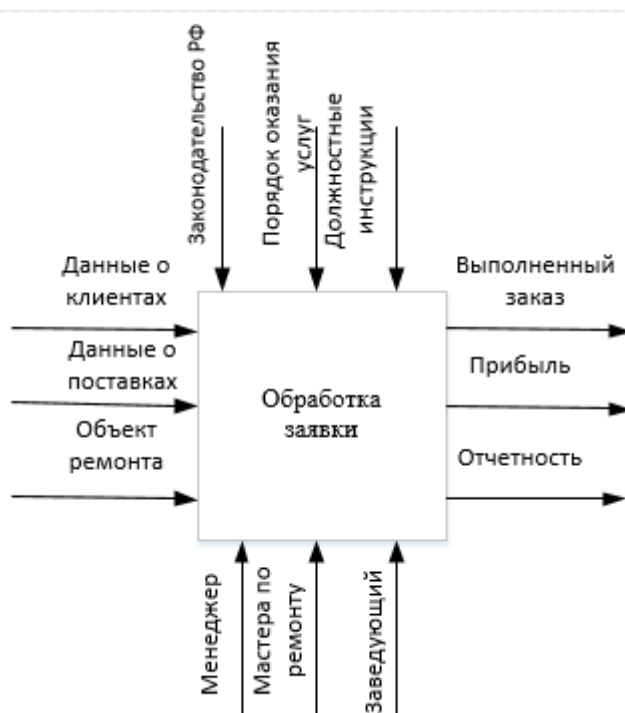 Законодательство РФ
Порядок оказания
услуг
Должностные
инструкции
Данные о
клиентах
Данные о
поставках
Объект
ремонта
Обработка
заявки
Выполненный
заказ
Прибыль
Отчетность
Менеджер
Мастера по
ремонту
Заведующий